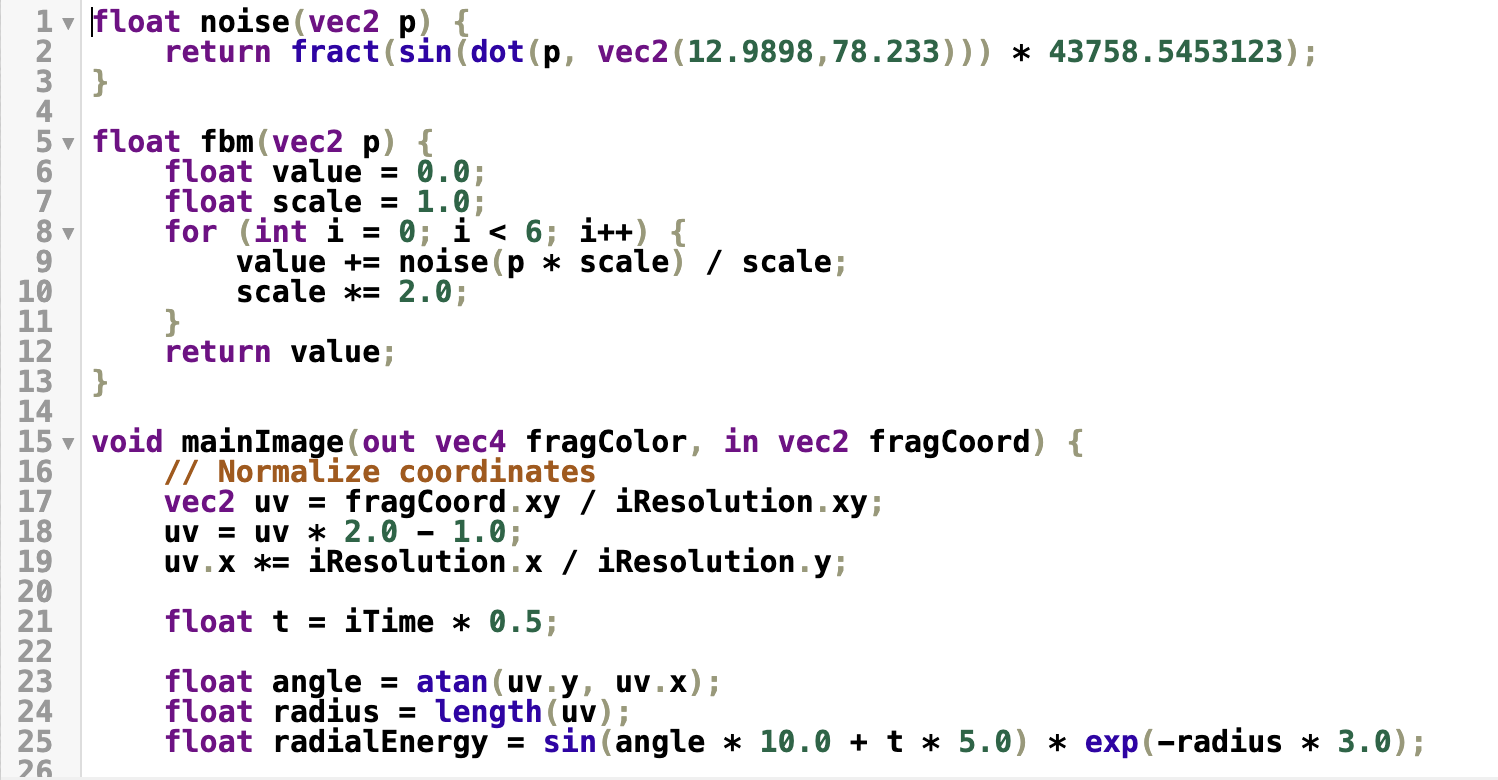 1 float noise(vec2 p) {
2     return fract(sin(dot(p, vec2(12.9898,78.233))) * 43758.5453123);
3 }
4
5 float fbm(vec2 p) {
6     float value = 0.0;
7     float scale = 1.0;
8     for (int i = 0; i < 6; i++) {
9         value += noise(p * scale) / scale;
10         scale *= 2.0;
11     }
12     return value;
13 }
14
15 void mainImage(out vec4 fragColor, in vec2 fragCoord) {
16     // Normalize coordinates
17     vec2 uv = fragCoord.xy / iResolution.xy;
18     uv = uv * 2.0 - 1.0;
19     uv.x *= iResolution.x / iResolution.y;
20
21     float t = iTime * 0.5;
22
23     float angle = atan(uv.y, uv.x);
24     float radius = length(uv);
25     float radialEnergy = sin(angle * 10.0 + t * 5.0) * exp(-radius * 3.0);
26